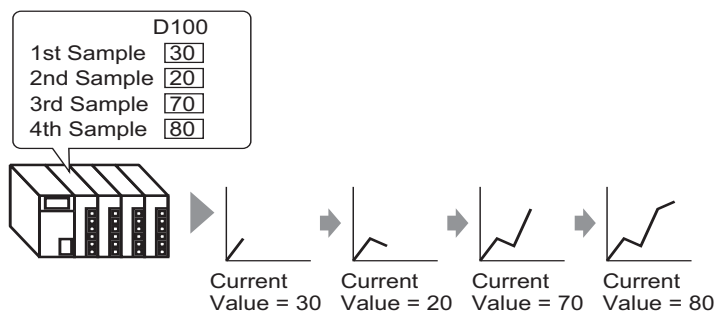 D100
1st Sample 30
2nd Sample 20
3rd Sample 70
4th Sample 80
Current Value = 30
Current Value = 20
Current Value = 70
Current Value = 80